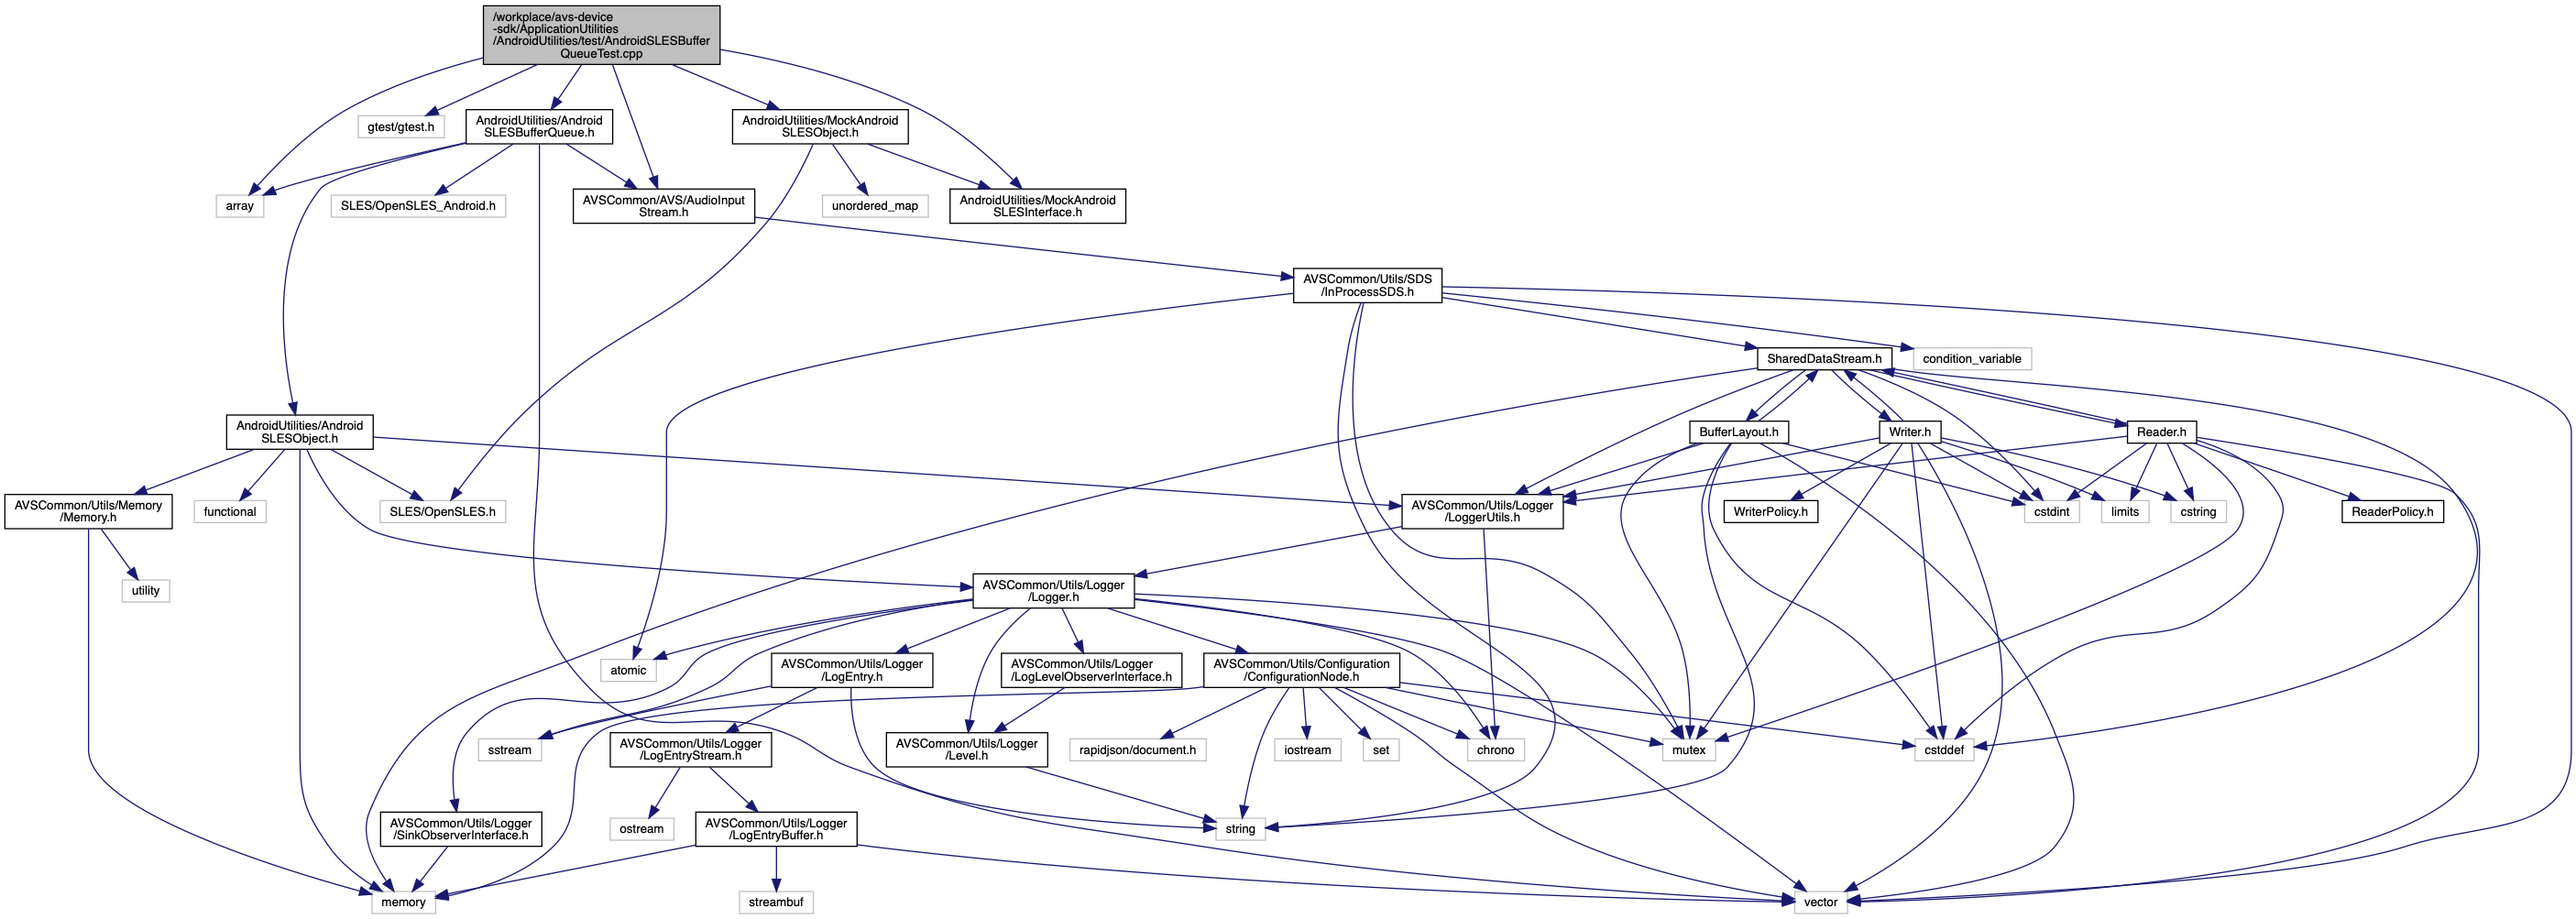 /workplace/avs-device
-sdk/ApplicationUtilities
/AndroidUtilities/test/AndroidSLESBuffer
QueueTest.cpp
gtest/gtest.h
AndroidUtilities/Android
SLESBufferQueue.h
AndroidUtilities/MockAndroid
SLESObject.h
array
SLES/OpenSLES_Android.h
AVSCommon/AVS/AudioInput
Stream.h
unordered_map
AndroidUtilities/MockAndroid
SLESInterface.h
AVSCommon/Utils/SDS
/InProcessSDS.h
SharedDataStream.h
condition_variable
AndroidUtilities/Android
SLESObject.h
BufferLayout.h
Writer.h
Reader.h
AVSCommon/Utils/Memory
/Memory.h
functional
SLES/OpenSLES.h
AVSCommon/Utils/Logger
/LoggerUtils.h
WriterPolicy.h
cstdint
limits
cstring
ReaderPolicy.h
utility
AVSCommon/Utils/Logger
/Logger.h
atomic
AVSCommon/Utils/Logger
/LogEntry.h
AVSCommon/Utils/Logger
/LogLevelObserverInterface.h
AVSCommon/Utils/Configuration
/ConfigurationNode.h
sstream
AVSCommon/Utils/Logger
/LogEntryStream.h
AVSCommon/Utils/Logger
/Level.h
rapidjson/document.h
iostream
set
chrono
mutex
cstddef
AVSCommon/Utils/Logger
/SinkObserverInterface.h
ostream
AVSCommon/Utils/Logger
/LogEntryBuffer.h
string
memory
streambuf
vector